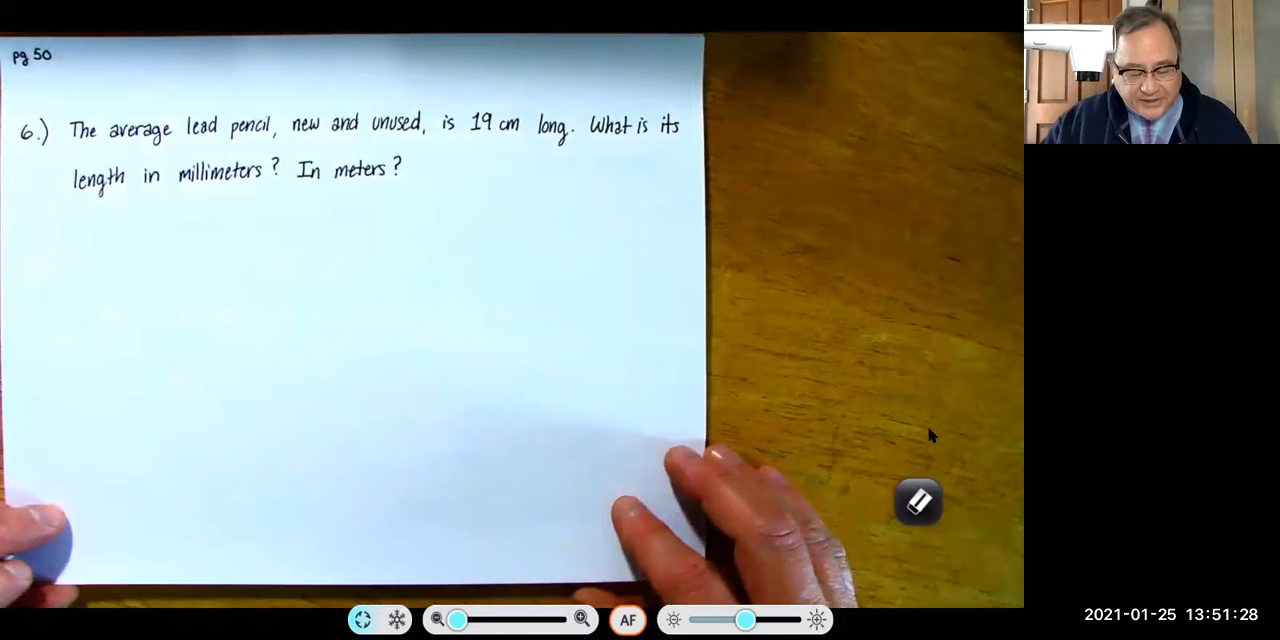 pg 50
6.) The average lead pencil, new and unused, is 19 cm long. What is its
length in millimeters? In meters?
AF
2021-01-25 13:51:28